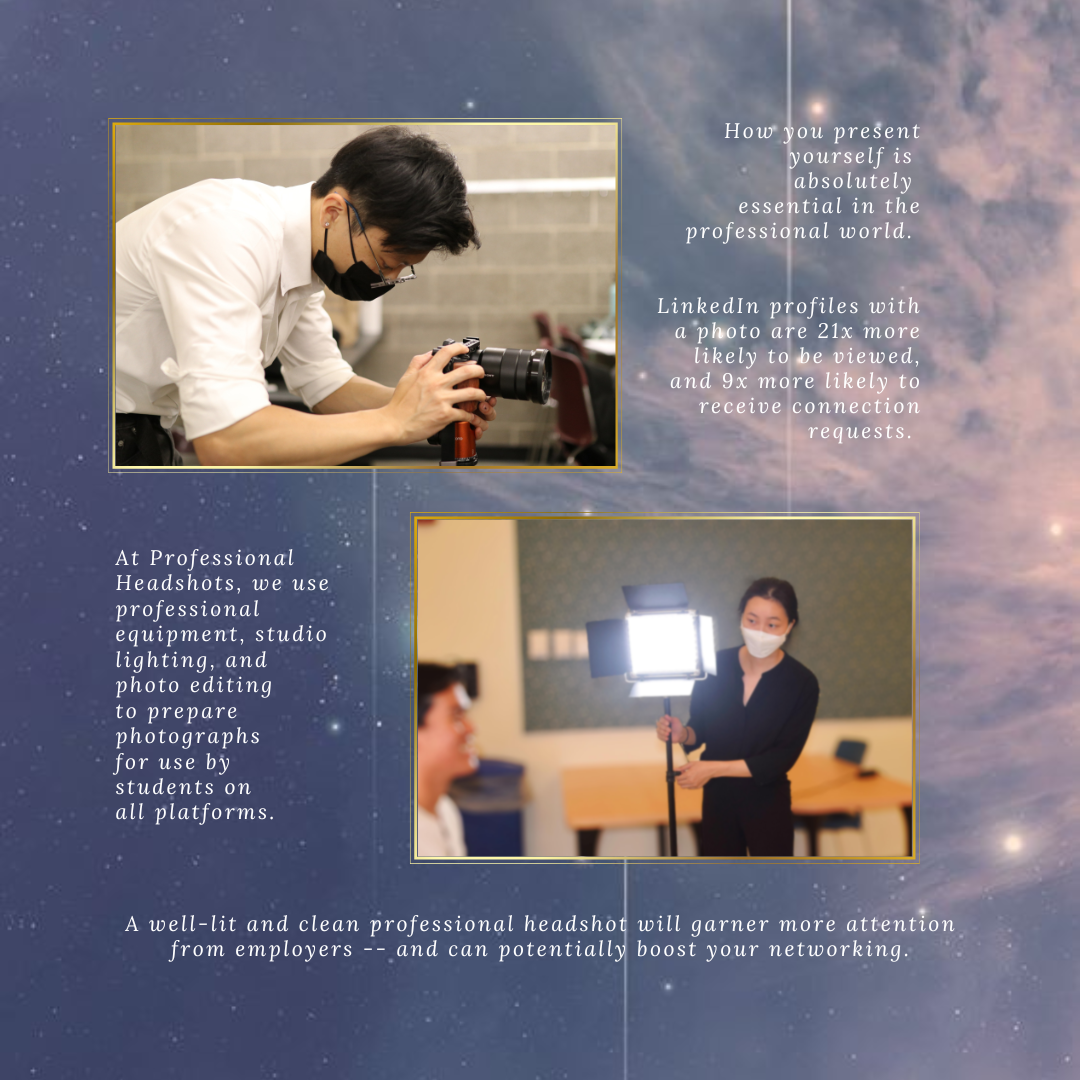 How you present
yourself is
absolutely
essential in the
professional world.
LinkedIn profiles with
a photo are 21x more
likely to be viewed,
and 9x more likely to
receive connection
requests.
At Professional
Headshots, we use
professional
equipment, studio
lighting, and
photo editing
to prepare
photographs
for use by
students on
all platforms.
A well-lit and clean professional headshot will garner more attention
from employers -- and can potentially boost your networking.